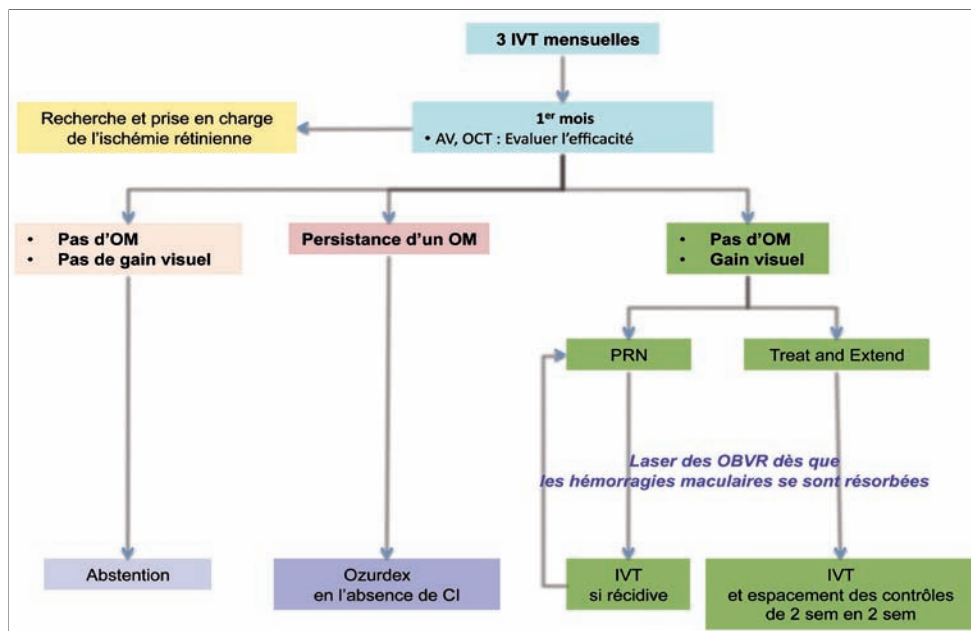 3 IVT mensuelles
Recherche et prise en charge
de l'ischémie rétinienne
1er mois
• AV, OCT : Evaluer l'efficacité
• Pas d'OM
• Pas de gain visuel
Persistance d'un OM
• Pas d'OM
• Gain visuel
PRN
Treat and Extend
Laser des OBVR dès que
les hémorragies maculaires se sont résorbées
Abstention
Ozurdex
en l'absence de CI
IVT
si récidive
IVT
et espacement des contrôles
de 2 sem en 2 sem